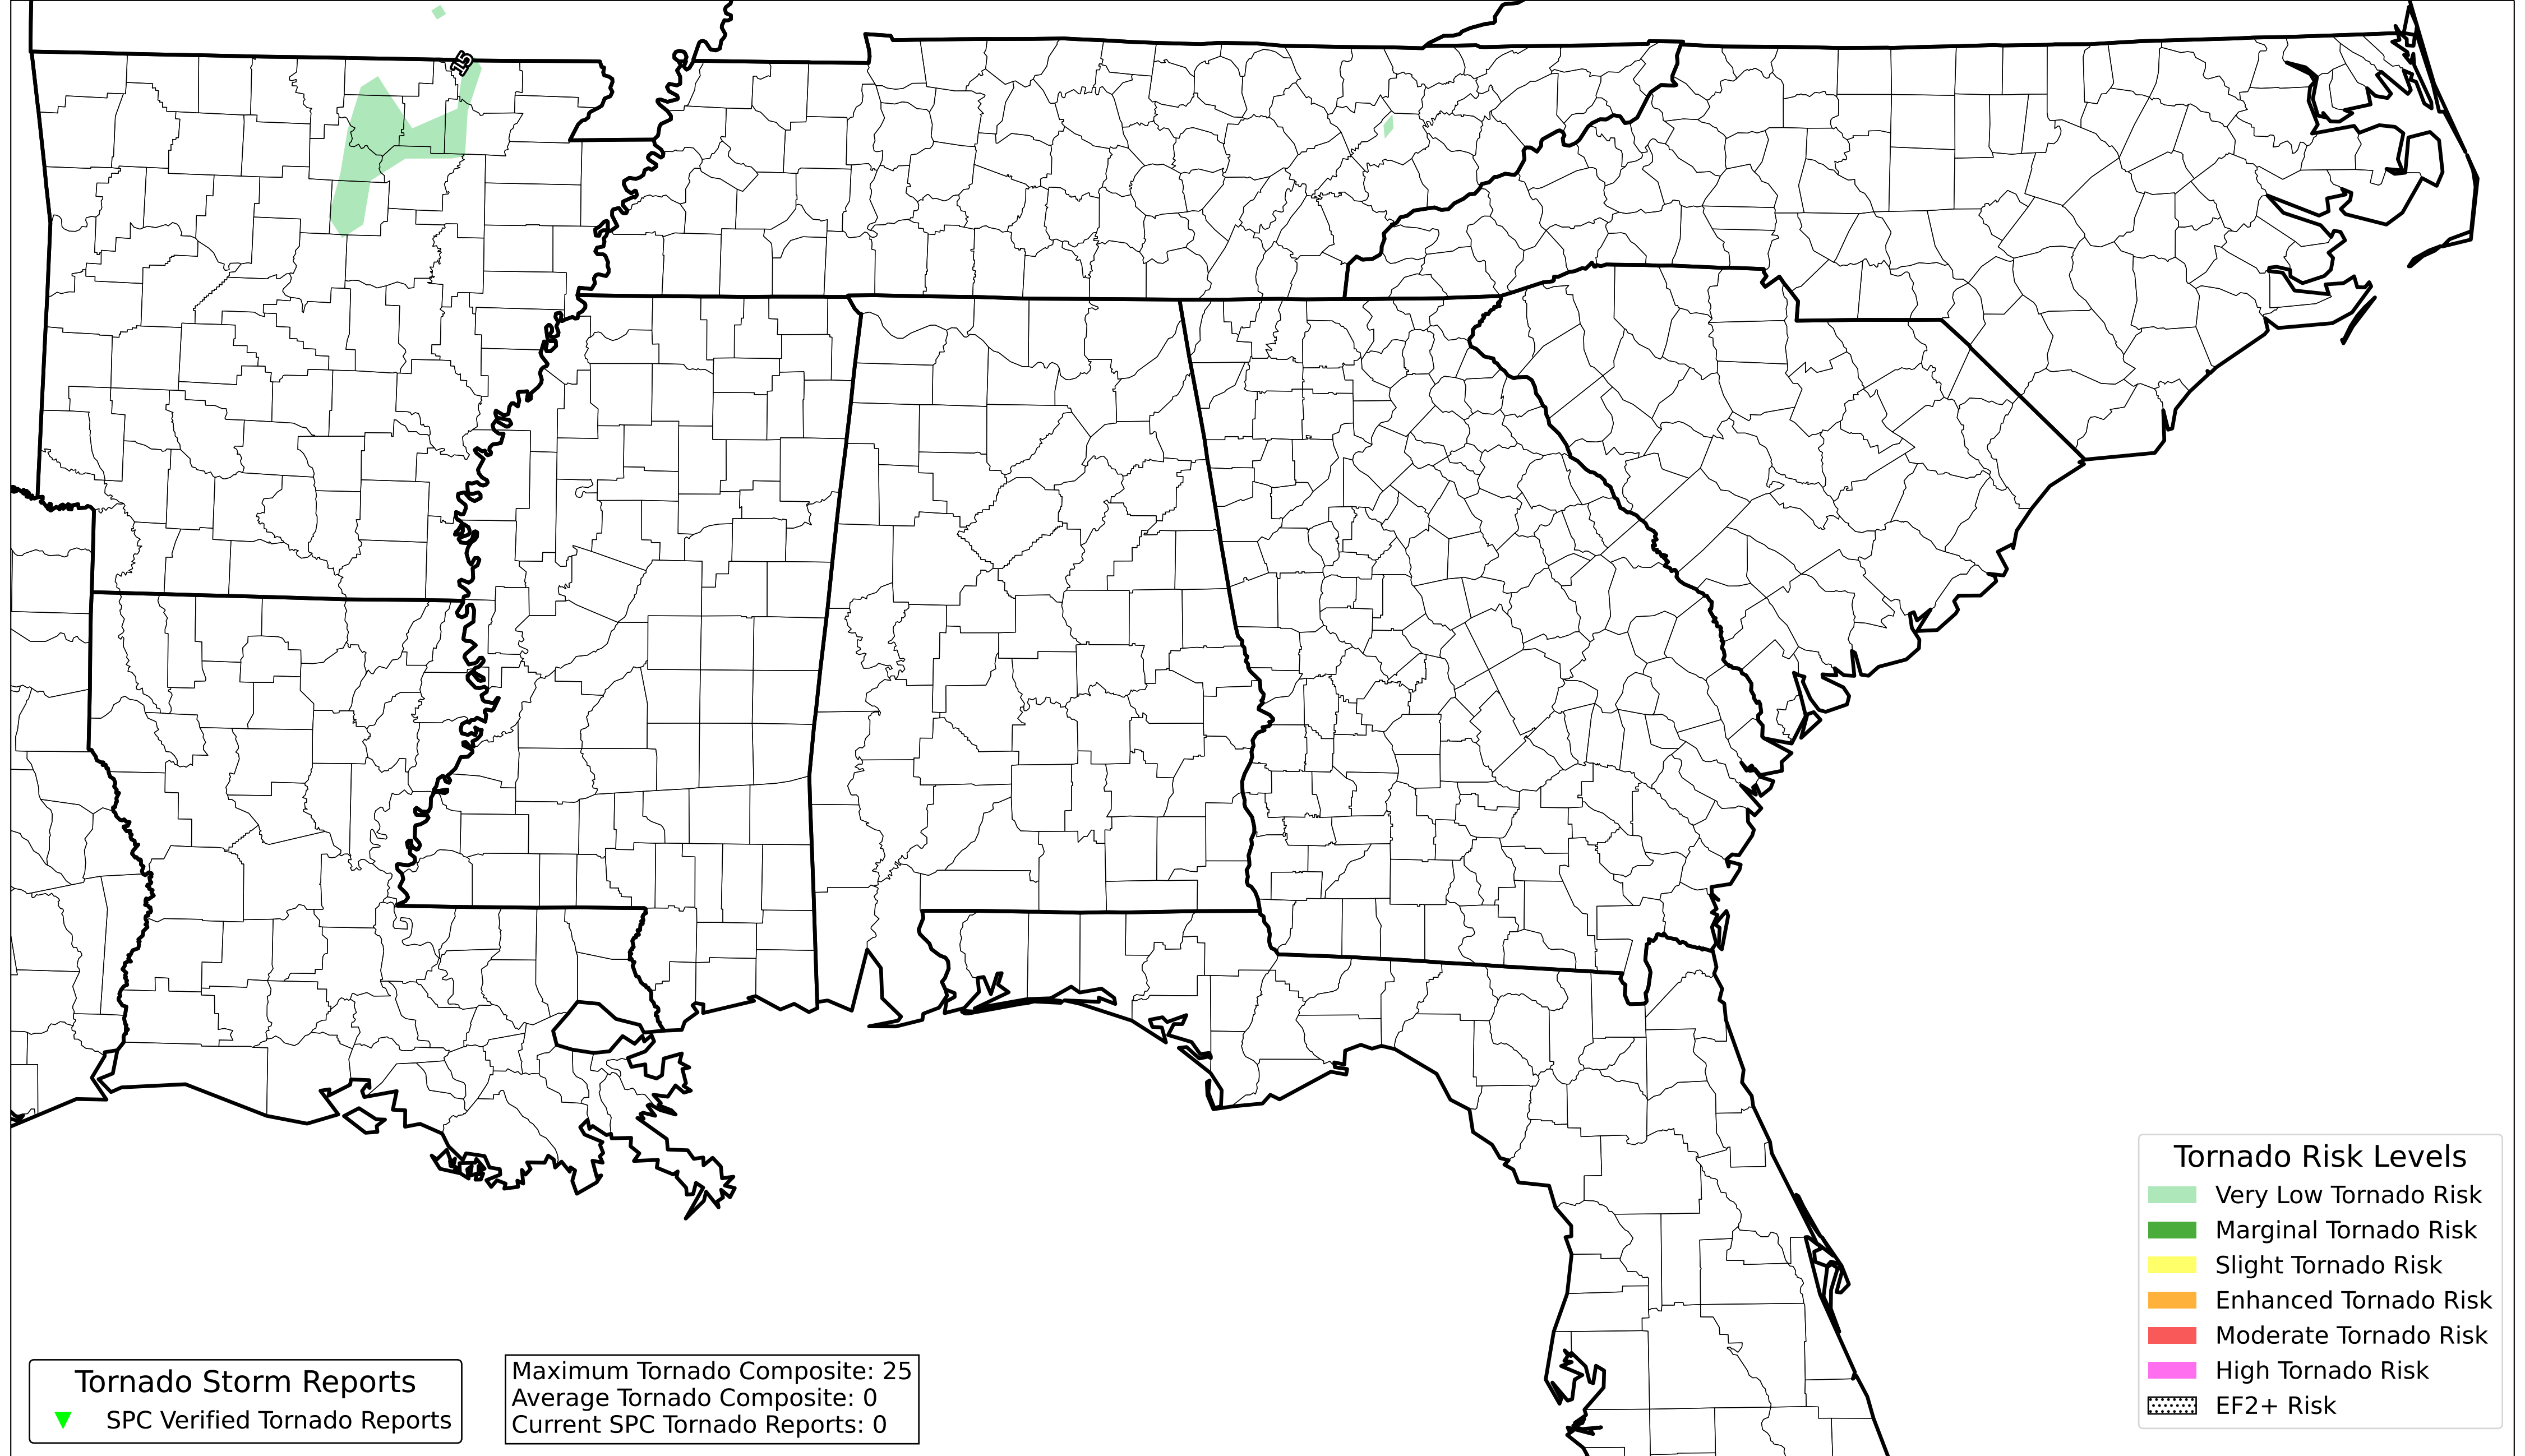 15
Tornado Risk Levels
Very Low Tornado Risk
Marginal Tornado Risk
Slight Tornado Risk
Enhanced Tornado Risk
Moderate Tornado Risk
High Tornado Risk
EF2+ Risk
Tornado Storm Reports
SPC Verified Tornado Reports
Maximum Tornado Composite: 25
Average Tornado Composite: 0
Current SPC Tornado Reports: 0